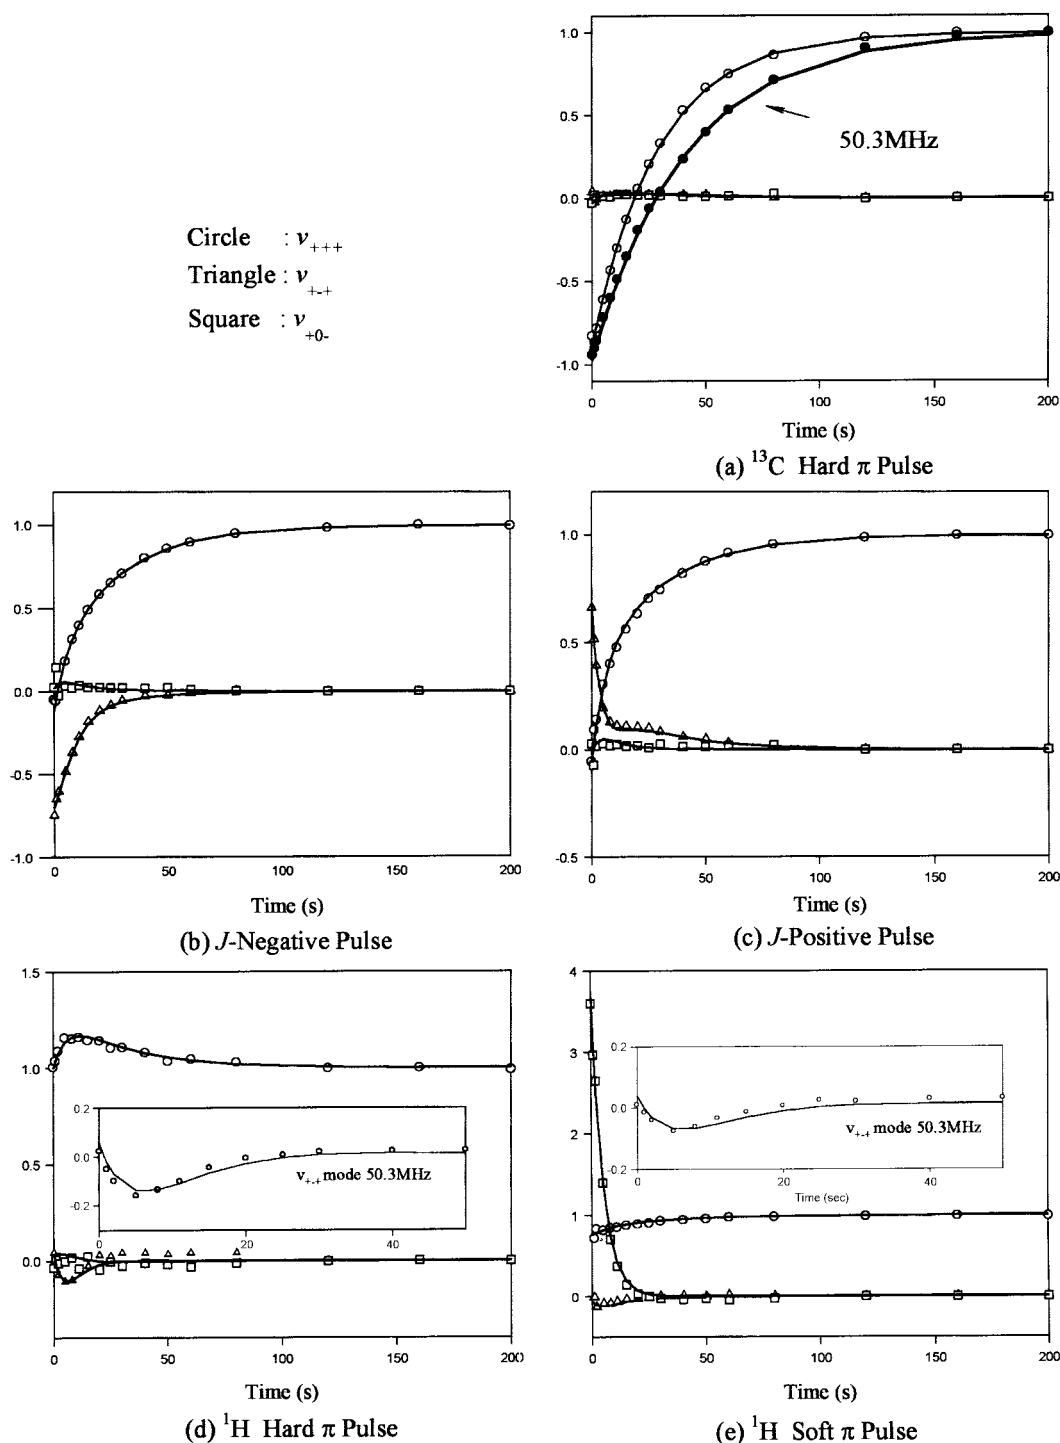 1.0
0.5
0.0
-0.5
-1.0
50.3MHz
0 50 100 150 200
Time (s)
(a) ¹³C Hard π Pulse
Circle : ν₊₊₊
Triangle : ν₊₋₊
Square : ν₊₀₋
1.0
0.5
0.0
-0.5
-1.0
0 50 100 150 200
Time (s)
(b) J-Negative Pulse
1.0
0.5
0.0
-0.5
0 50 100 150 200
Time (s)
(c) J-Positive Pulse
1.5
1.0
0.5
0.0
0.2
0.0
-0.2
0 20 40
ν₊₋₊ mode 50.3MHz
0 50 100 150 200
Time (s)
(d) ¹H Hard π Pulse
4
3
2
1
0
0.2
0.0
-0.2
0 20 40
ν₊₋₊ mode 50.3MHz
Time (sec)
0 50 100 150 200
Time (s)
(e) ¹H Soft π Pulse